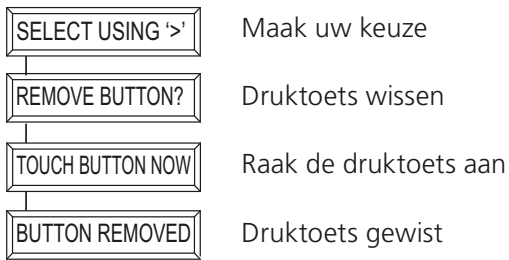 SELECT USING ‘>’ Maak uw keuze
REMOVE BUTTON? Druktoets wissen
TOUCH BUTTON NOW Raak de druktoets aan
BUTTON REMOVED Druktoets gewist